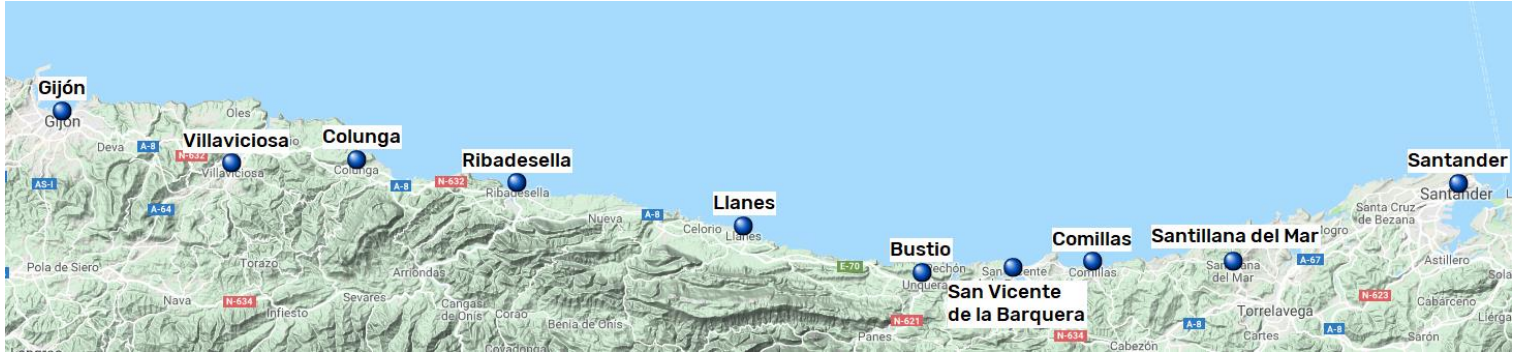 Gijón
Gijón
Oles
Deva
A-8
N-632
Villaviciosa
Villaviciosa
Colunga
Colunga
AS-I
A-64
A-8
N-632
Ribadesella
Ribadesella
Nueva
A-8
Celorio
Llanes
Llanes
Santander
Santander
Santa Cruz
de Bezana
Pola de Siero
Torazo
Arriondas
E-70
Bustio
Unquera
San Vicente
de la Barquera
Comillas
Comillas
Santillana del Mar
del Mar
A-67
Astillero
Nava
N-634
Infiesto
Sevares
Cangas
de Onís
Corao
Benia de Onís
N-621
Panes
N-634
Cabezón
Torrelavega
A-8
Cartes
A-8
N-623
Cabárceno
Sarón